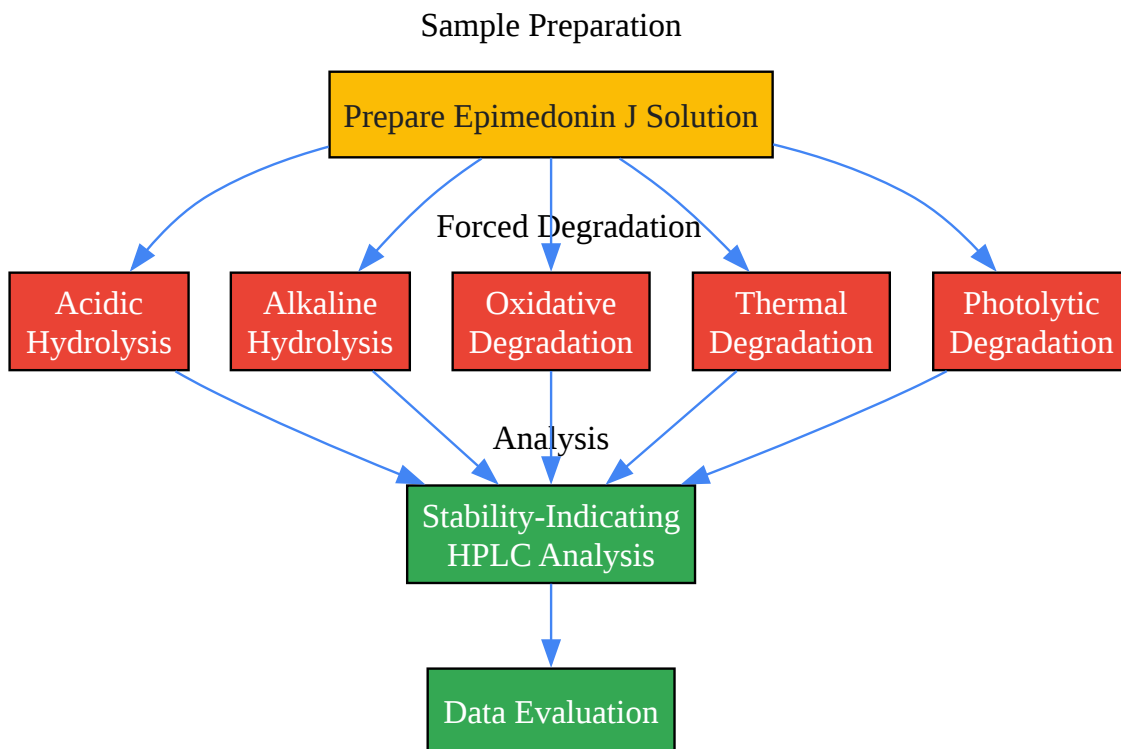 Sample Preparation
Prepare Epimedonin J Solution
Forced Degradation
Acidic
Hydrolysis
Alkaline
Hydrolysis
Oxidative
Degradation
Thermal
Degradation
Photolytic
Degradation
Analysis
Stability-Indicating
HPLC Analysis
Data Evaluation